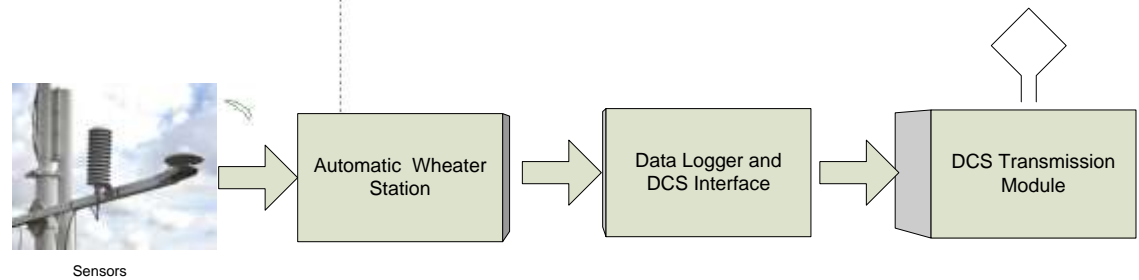 Automatic Wheater
Station
Data Logger and
DCS Interface
DCS Transmission
Module
Sensors